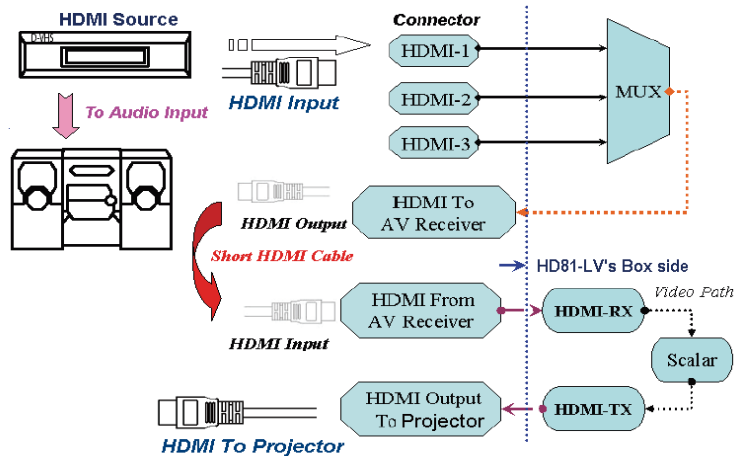 HDMI Source
D-VHS
Connector
HDMI-1
HDMI Input
MUX
To Audio Input
HDMI-2
HDMI-3
HDMI To
AV Receiver
HDMI Output
Short HDMI Cable
HD81-LV's Box side
Video Path
HDMI From
AV Receiver
HDMI-RX
HDMI Input
Scalar
HDMI Output
To Projector
HDMI-TX
HDMI To Projector